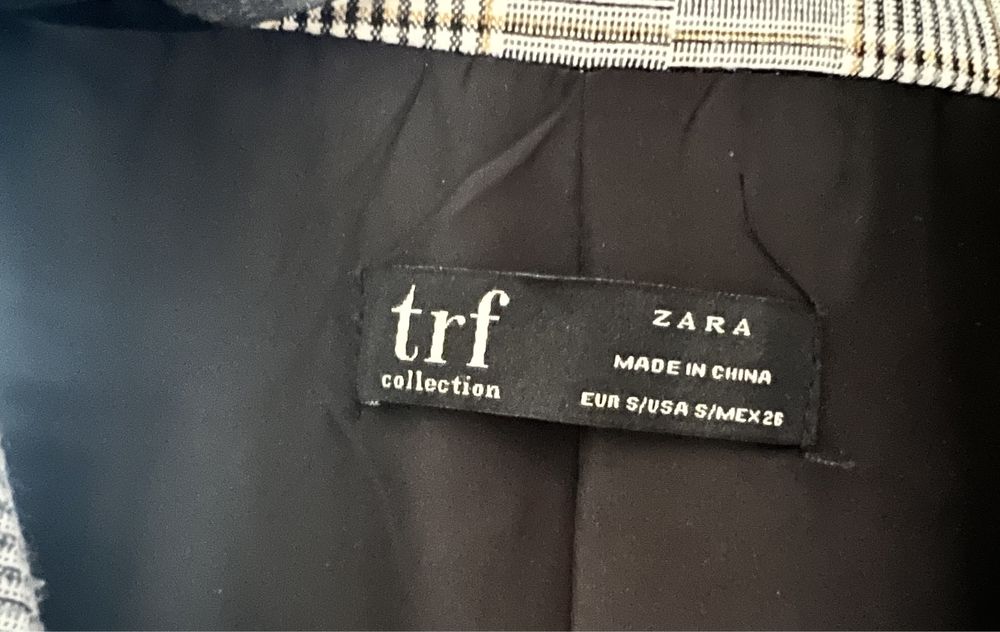 trf
collection
ZARA
MADE IN CHINA
EUR S/USA S/MEX 26